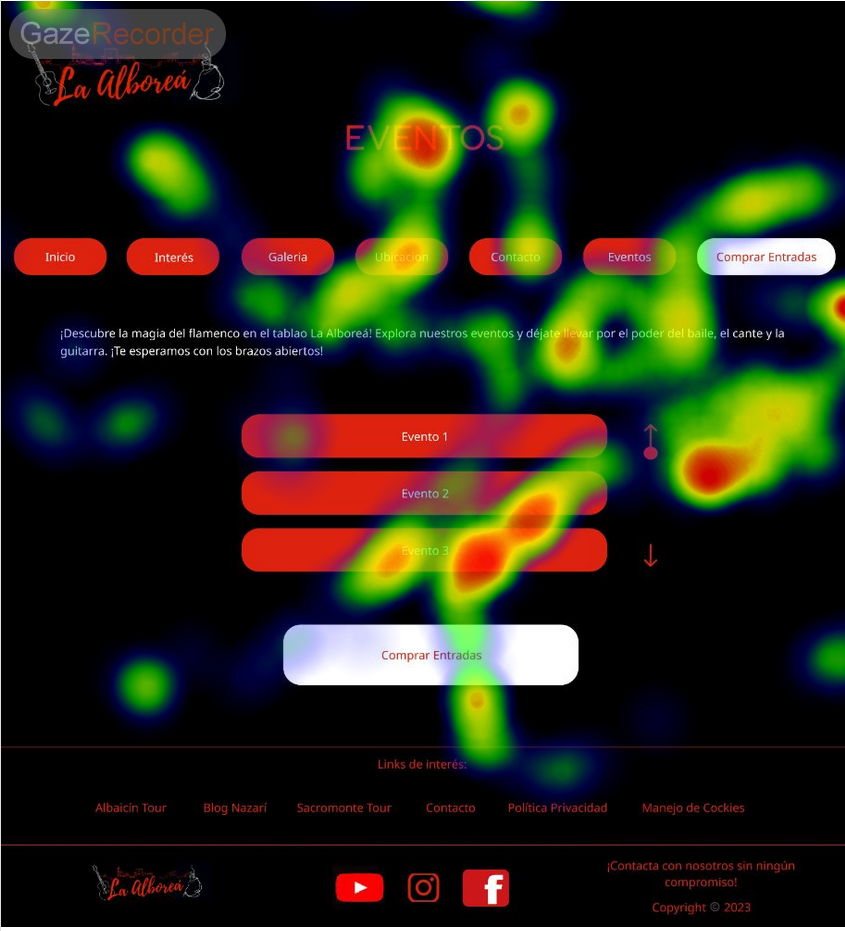 GazeRecorder
La Alboreá
EVENTOS
Inicio
Interés
Galeria
Ubicación
Contacto
Eventos
Comprar Entradas
¡Descubre la magia del flamenco en el tablao La Alboreá! Explora nuestros eventos y déjate llevar por el poder del baile, el cante y la
guitarra. ¡Te esperamos con los brazos abiertos!
Evento 1
Evento 2
Evento 3
Comprar Entradas
Links de interés:
Albaicín Tour
Blog Nazarí
Sacromonte Tour
Contacto
Política Privacidad
Manejo de Cockies
La Alboreá
¡Contacta con nosotros sin ningún
compromiso!
Copyright © 2023